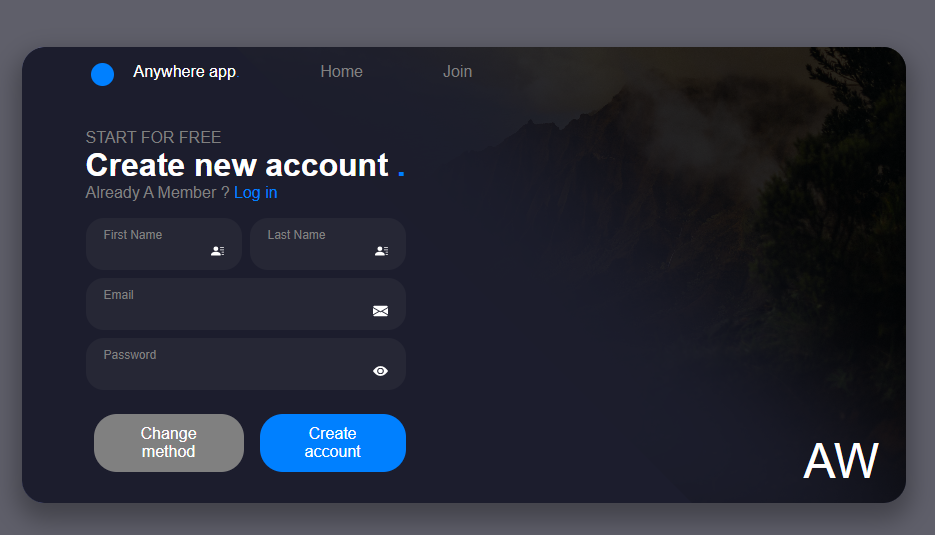 Anywhere app. Home Join
START FOR FREE
Create new account .
Already A Member ? Log in
First Name Last Name
Email
Password
Change method Create account
AW